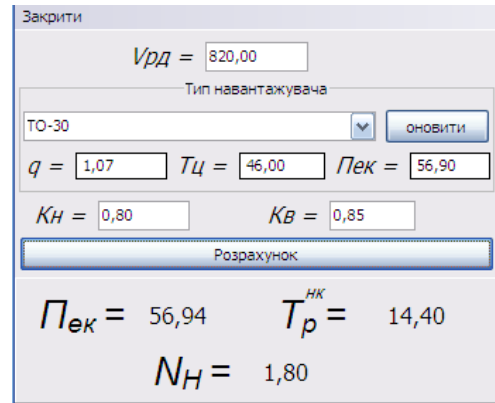 Закрити
Vрд = 820,00
Тип навантажувача
ТО-30 оновити
q = 1,07 Тц = 46,00 Пек = 56,90
Кн = 0,80 Кв = 0,85
Розрахунок
Пек = 56,94 Тр нк = 14,40
NН = 1,80